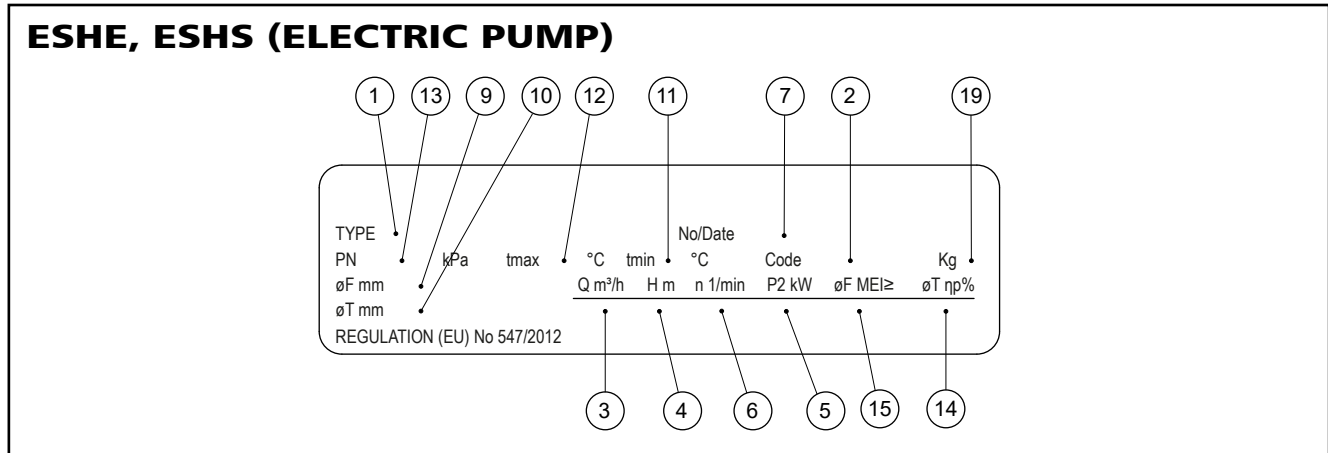 ESHE, ESHS (ELECTRIC PUMP)
1 13 9 10 12 11 7 2 19
TYPE No/Date
PN kPa tmax °C tmin °C Code Kg
øF mm Q m³/h H m n 1/min P2 kW øF MEI≥ øT ηp%
øT mm
REGULATION (EU) No 547/2012
3 4 6 5 15 14